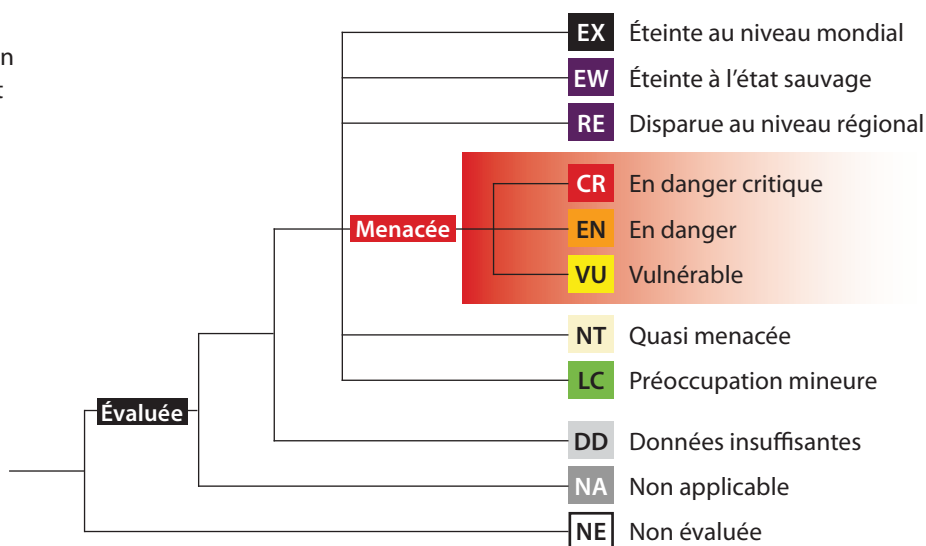 n
EX Éteinte au niveau mondial
EW Éteinte à l'état sauvage
RE Disparue au niveau régional
CR En danger critique
Menacée EN En danger
VU Vulnérable
NT Quasi menacée
LC Préoccupation mineure
Évaluée
DD Données insuffisantes
NA Non applicable
NE Non évaluée